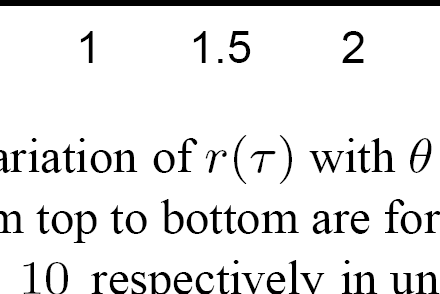 1 1.5 2
ariation of r(τ) with θ
m top to bottom are for
10 respectively in un